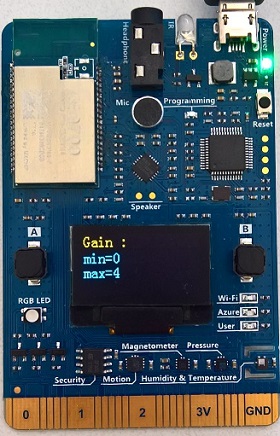 Headphone
IR
Power
Mic
Programming
Reset
Speaker
A
B
Gain :
min=0
max=4
RGB LED
Wi-Fi
Azure
User
Magnetometer
Pressure
Security
Motion
Humidity & Temperature
0
1
2
3V
GND